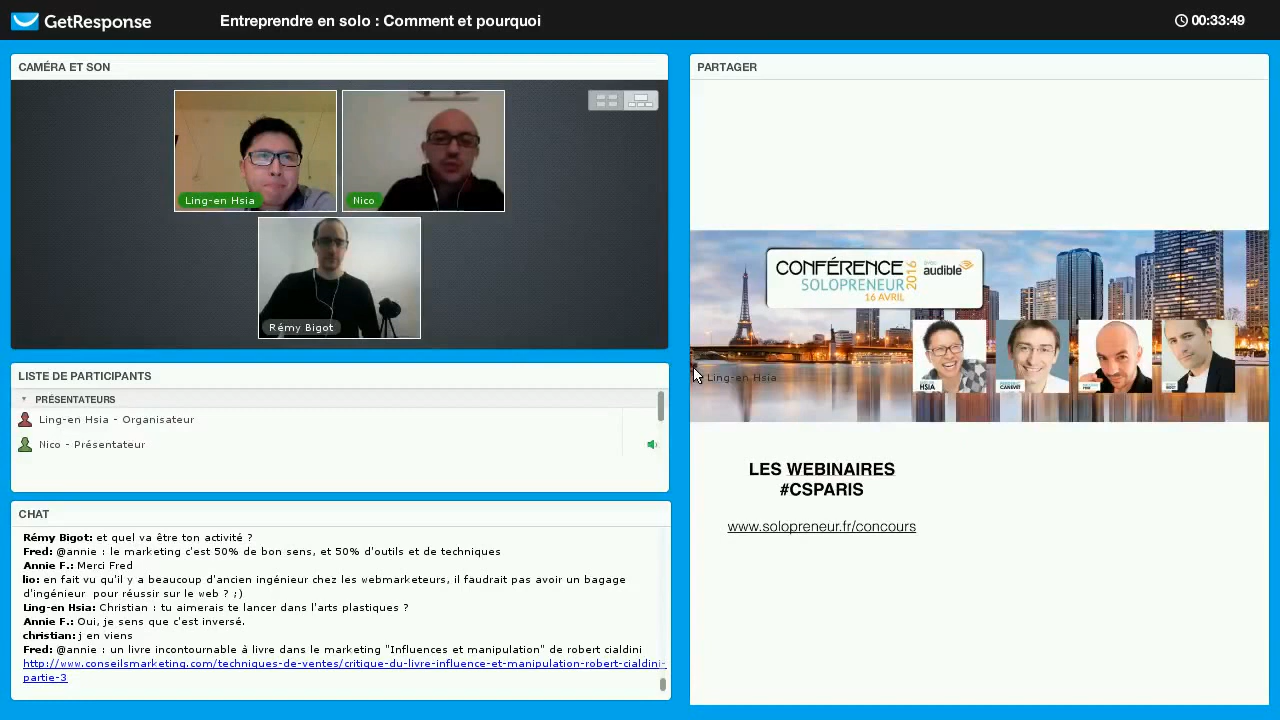 GetResponse
Entreprendre en solo : Comment et pourquoi
00:33:49
CAMÉRA ET SON
Ling-en Hsia
Nico
Rémy Bigot
LISTE DE PARTICIPANTS
PRÉSENTATEURS
Ling-en Hsia - Organisateur
Nico - Présentateur
CHAT
Rémy Bigot: et quel va être ton activité ?
Fred: @annie : le marketing c'est 50% de bon sens, et 50% d'outils et de techniques
Annie F.: Merci Fred
lio: en fait vu qu'il y a beaucoup d'ancien ingénieur chez les webmarketeurs, il faudrait pas avoir un bagage
d'ingénieur pour réussir sur le web ? ;)
Ling-en Hsia: Christian : tu aimerais te lancer dans l'arts plastiques ?
Annie F.: Oui, je sens que c'est inversé.
christian: j en viens
Fred: @annie : un livre incontournable à livre dans le marketing "Influences et manipulation" de robert cialdini
http://www.conseilsmarketing.com/techniques-de-ventes/critique-du-livre-influence-et-manipulation-robert-cialdini-
partie-3
PARTAGER
CONFÉRENCE
SOLOPRENEUR
2016
16 AVRIL
audible
HSIA
CANEVET
Ling-en Hsia
LES WEBINAIRES
#CSPARIS
www.solopreneur.fr/concours